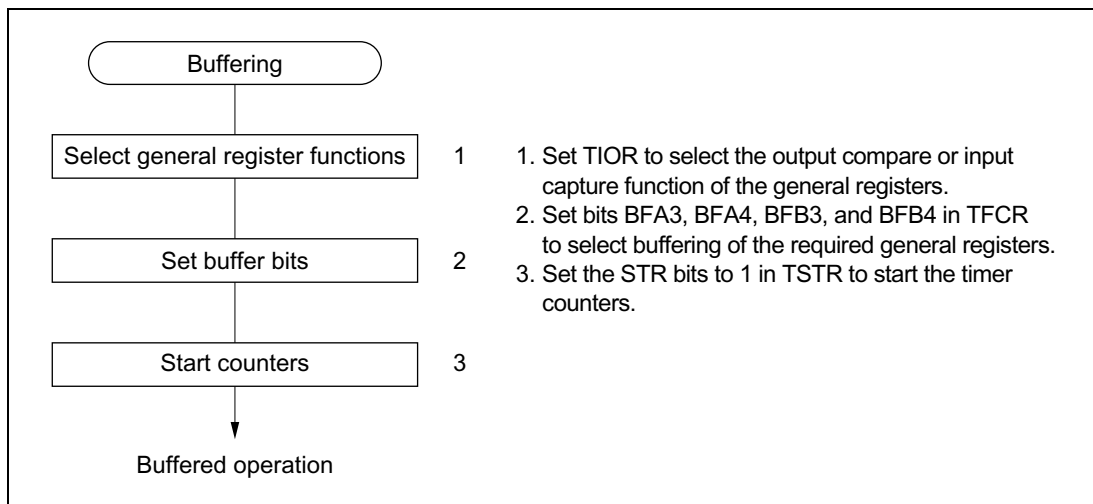 Buffering
Select general register functions
1
Set buffer bits
2
Start counters
3
Buffered operation
1. Set TIOR to select the output compare or input
capture function of the general registers.
2. Set bits BFA3, BFA4, BFB3, and BFB4 in TFCR
to select buffering of the required general registers.
3. Set the STR bits to 1 in TSTR to start the timer
counters.